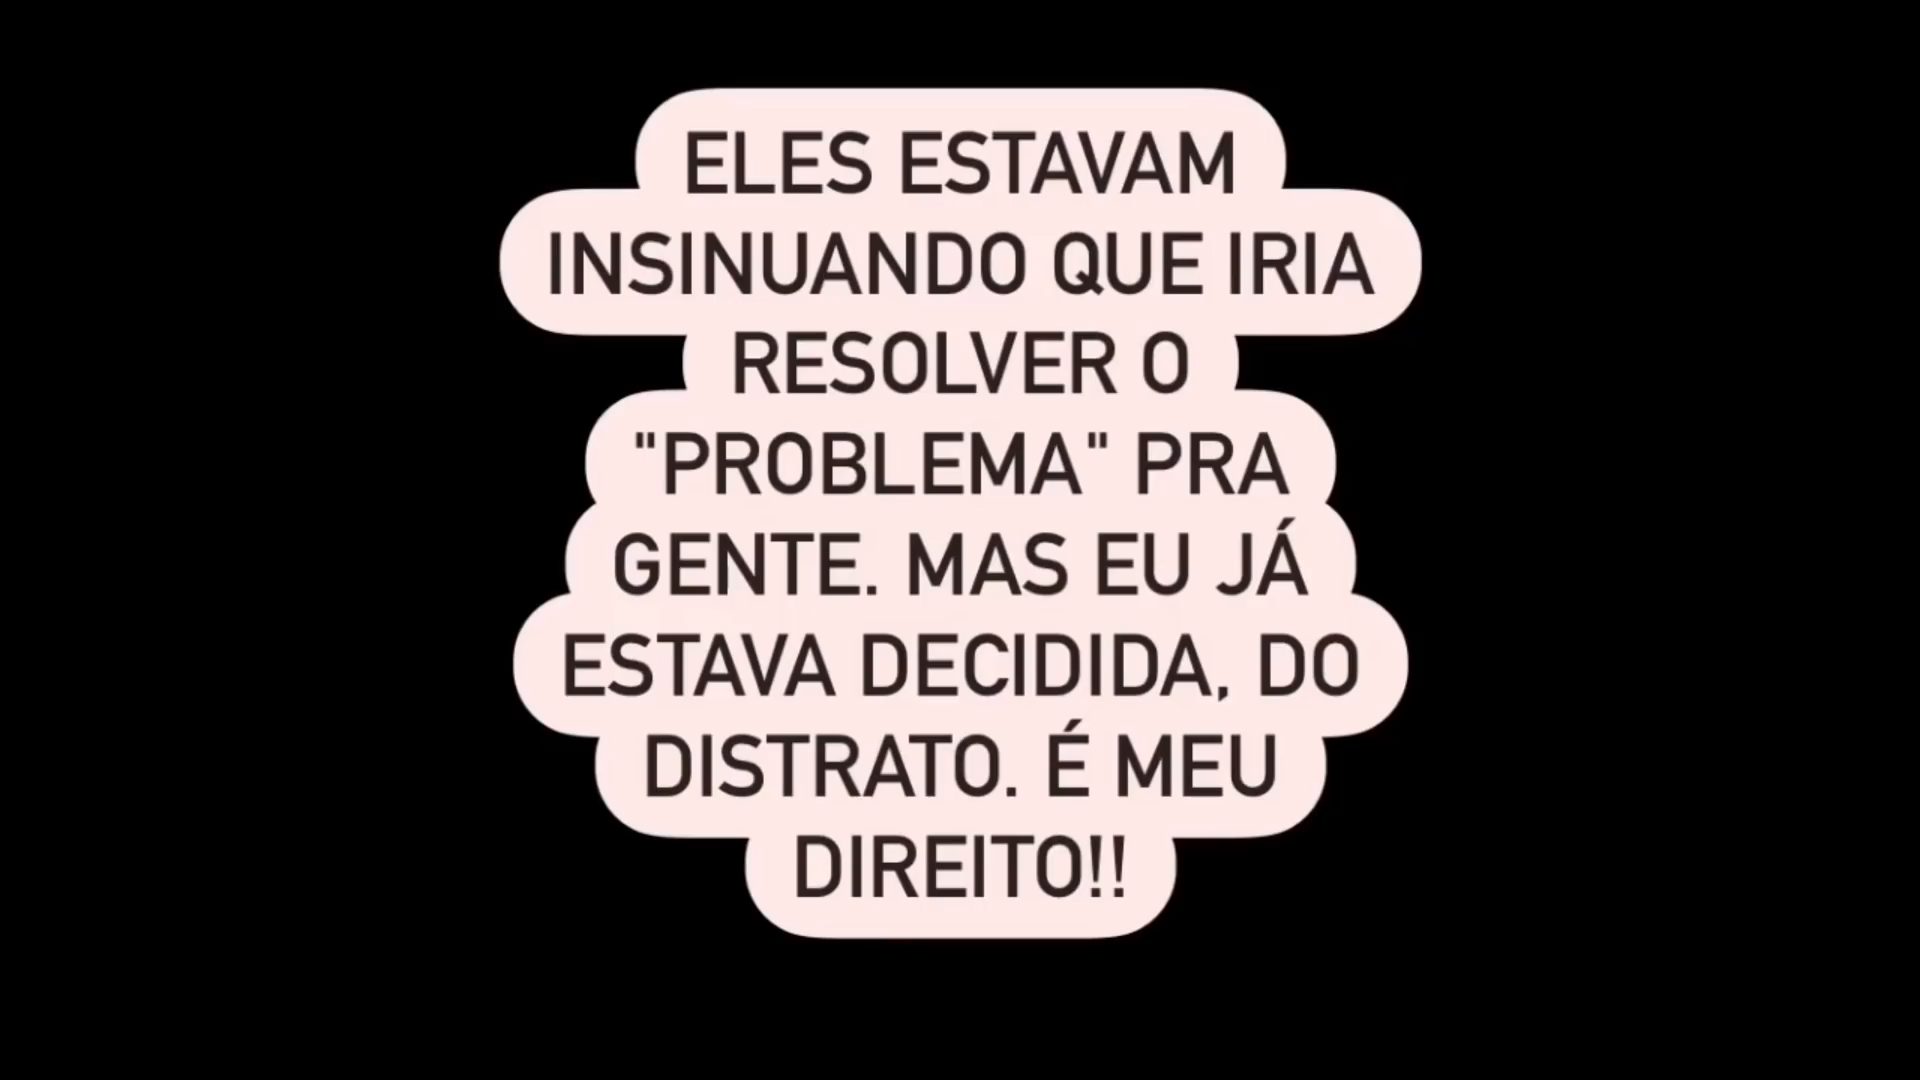 ELES ESTAVAM
INSINUANDO QUE IRIA
RESOLVER O
"PROBLEMA" PRA
GENTE. MAS EU JÁ
ESTAVA DECIDIDA, DO
DISTRATO. É MEU
DIREITO!!